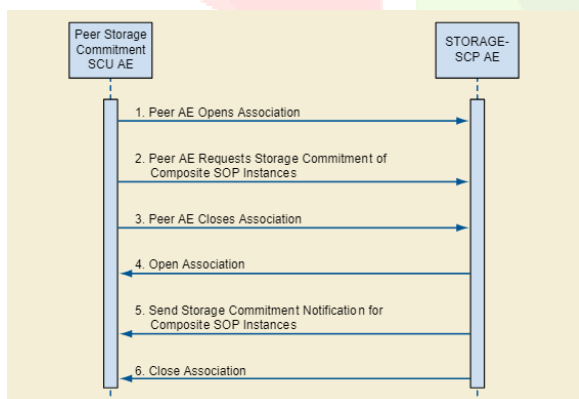 Peer Storage
Commitment
SCU AE
STORAGE-
SCP AE
1. Peer AE Opens Association
2. Peer AE Requests Storage Commitment of
Composite SOP Instances
3. Peer AE Closes Association
4. Open Association
5. Send Storage Commitment Notification for
Composite SOP Instances
6. Close Association